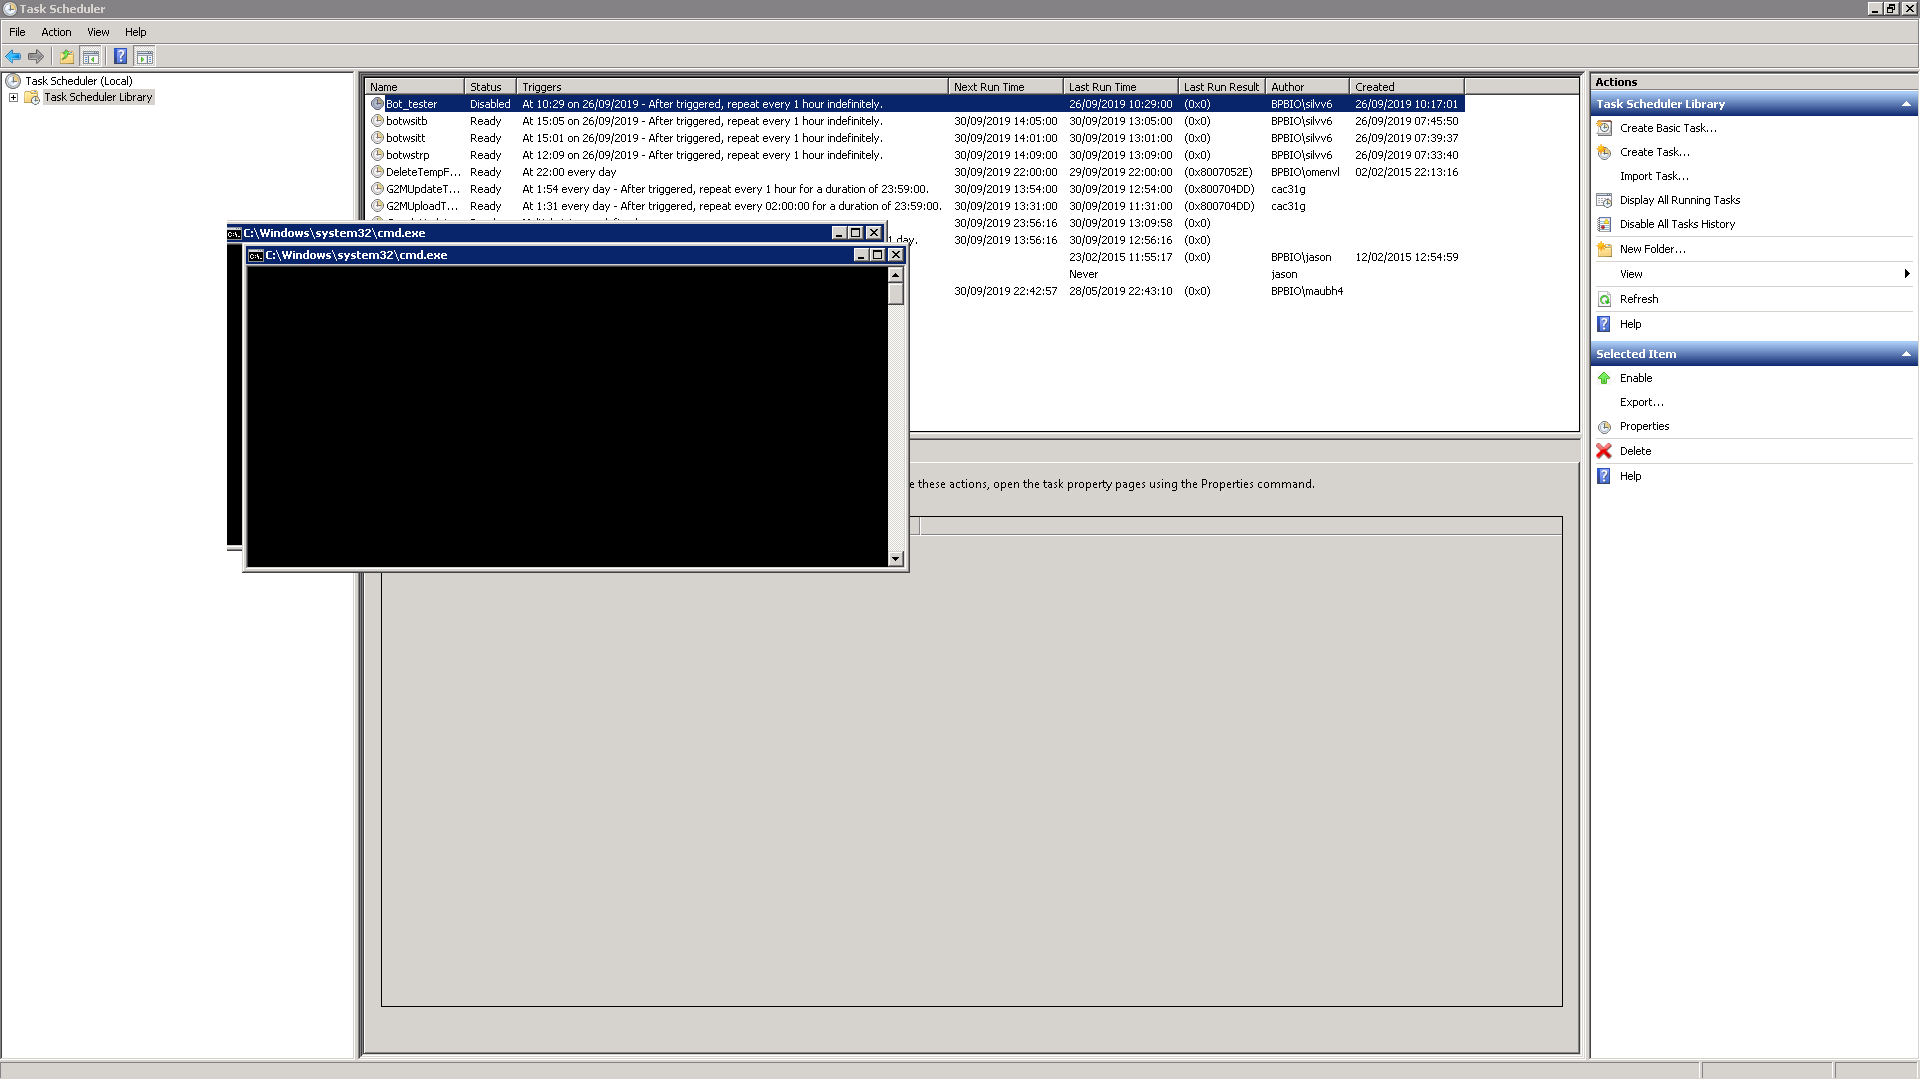 Task Scheduler
File Action View Help
Task Scheduler (Local)
Task Scheduler Library
Name Status Triggers Next Run Time Last Run Time Last Run Result Author Created
Bot_tester Disabled At 10:29 on 26/09/2019 - After triggered, repeat every 1 hour indefinitely. 26/09/2019 10:29:00 (0x0) BPBIO\silvv6 26/09/2019 10:17:01
botwsitb Ready At 15:05 on 26/09/2019 - After triggered, repeat every 1 hour indefinitely. 30/09/2019 14:05:00 30/09/2019 13:05:00 (0x0) BPBIO\silvv6 26/09/2019 07:45:50
botwsitt Ready At 15:01 on 26/09/2019 - After triggered, repeat every 1 hour indefinitely. 30/09/2019 14:01:00 30/09/2019 13:01:00 (0x0) BPBIO\silvv6 26/09/2019 07:39:37
botwstrp Ready At 12:09 on 26/09/2019 - After triggered, repeat every 1 hour indefinitely. 30/09/2019 14:09:00 30/09/2019 13:09:00 (0x0) BPBIO\silvv6 26/09/2019 07:33:40
DeleteTempF... Ready At 22:00 every day 30/09/2019 22:00:00 29/09/2019 22:00:00 (0x8007052E) BPBIO\omenvl 02/02/2015 22:13:16
G2MUpdateT... Ready At 1:54 every day - After triggered, repeat every 1 hour for a duration of 23:59:00. 30/09/2019 13:54:00 30/09/2019 12:54:00 (0x800704DD) cac31g
G2MUploadT... Ready At 1:31 every day - After triggered, repeat every 02:00:00 for a duration of 23:59:00. 30/09/2019 13:31:00 30/09/2019 11:31:00 (0x800704DD) cac31g
30/09/2019 23:56:16 30/09/2019 13:09:58 (0x0)
1 day. 30/09/2019 13:56:16 30/09/2019 12:56:16 (0x0)
23/02/2015 11:55:17 (0x0) BPBIO\jason 12/02/2015 12:54:59
Never jason
30/09/2019 22:42:57 28/05/2019 22:43:10 (0x0) BPBIO\maubh4
C:\Windows\system32\cmd.exe
C:\Windows\system32\cmd.exe
e these actions, open the task property pages using the Properties command.
Actions
Task Scheduler Library
Create Basic Task...
Create Task...
Import Task...
Display All Running Tasks
Disable All Tasks History
New Folder...
View
Refresh
Help
Selected Item
Enable
Export...
Properties
Delete
Help